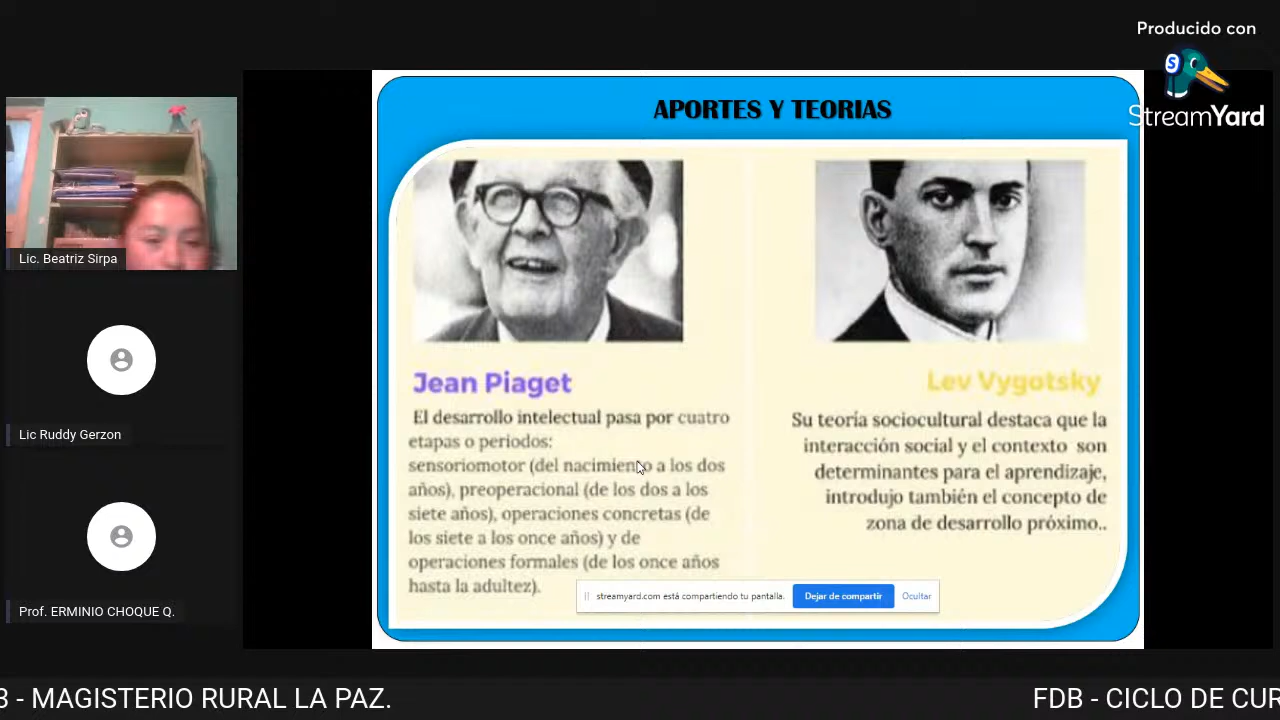 Producido con
StreamYard
APORTES Y TEORIAS
Lic. Beatriz Sirpa
Lic Ruddy Gerzon
Prof. ERMINIO CHOQUE Q.
Jean Piaget
El desarrollo intelectual pasa por cuatro
etapas o periodos:
sensoriomotor (del nacimiento a los dos
años), preoperacional (de los dos a los
siete años), operaciones concretas (de
los siete a los once años) y de
operaciones formales (de los once años
hasta la adultez).
Lev Vygotsky
Su teoría sociocultural destaca que la
interacción social y el contexto son
determinantes para el aprendizaje,
introdujo también el concepto de
zona de desarrollo próximo..
streamyard.com está compartiendo tu pantalla.
Dejar de compartir
Ocultar
3 - MAGISTERIO RURAL LA PAZ.
FDB - CICLO DE CUR